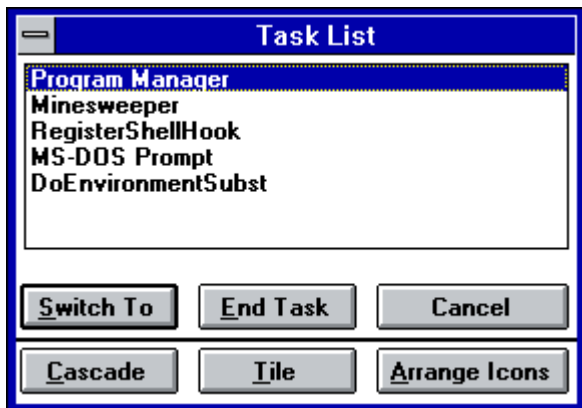 Task List
Program Manager
Minesweeper
RegisterShellHook
MS-DOS Prompt
DoEnvironmentSubst
Switch To End Task Cancel
Cascade Tile Arrange Icons